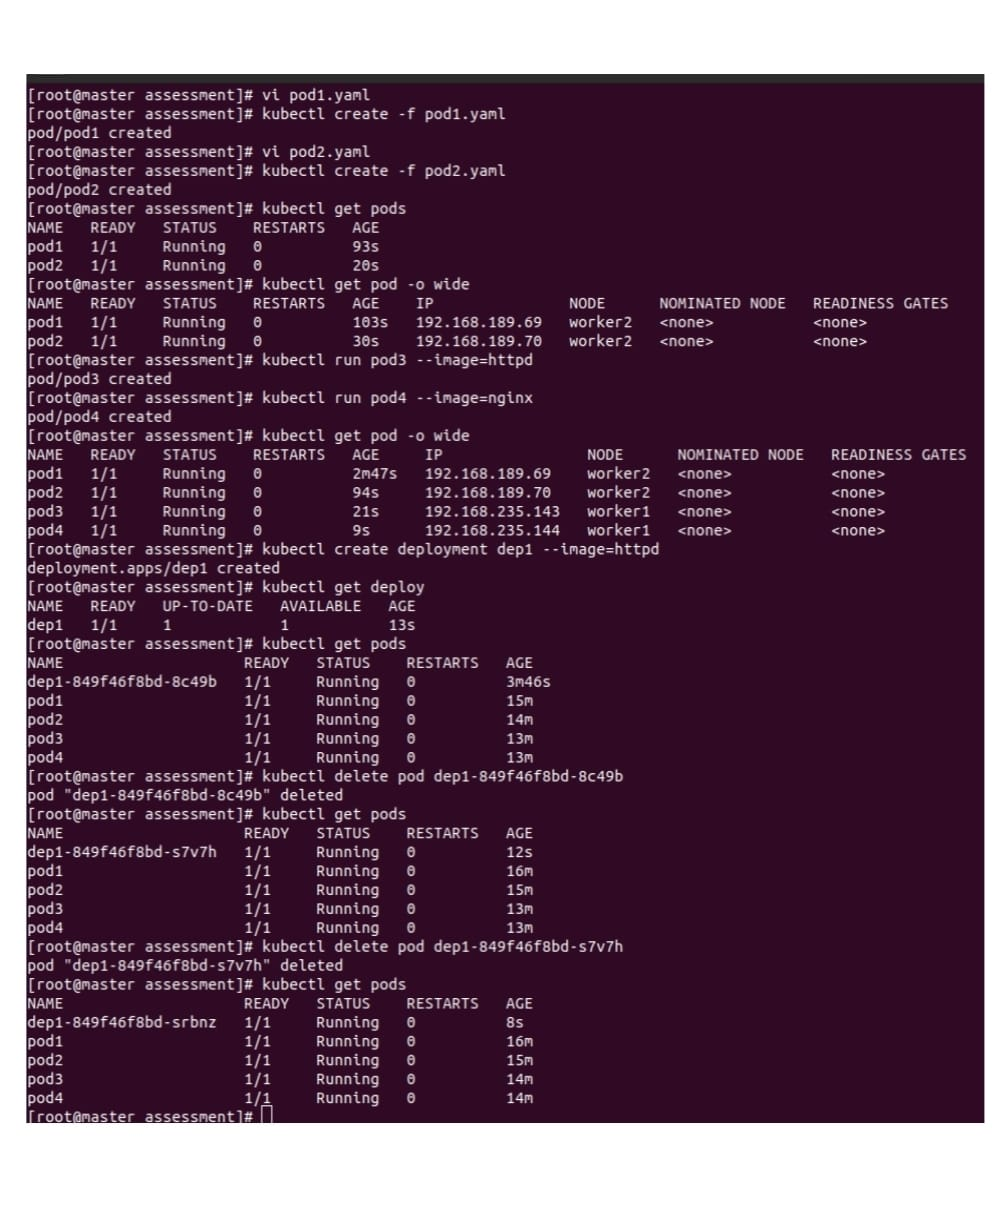 [root@master assessment]# vi pod1.yaml
[root@master assessment]# kubectl create -f pod1.yaml
pod/pod1 created
[root@master assessment]# vi pod2.yaml
[root@master assessment]# kubectl create -f pod2.yaml
pod/pod2 created
[root@master assessment]# kubectl get pods
NAME   READY   STATUS    RESTARTS   AGE
pod1   1/1     Running   0          93s
pod2   1/1     Running   0          20s
[root@master assessment]# kubectl get pod -o wide
NAME   READY   STATUS    RESTARTS   AGE    IP               NODE      NOMINATED NODE   READINESS GATES
pod1   1/1     Running   0          103s   192.168.189.69   worker2   <none>           <none>
pod2   1/1     Running   0          30s    192.168.189.70   worker2   <none>           <none>
[root@master assessment]# kubectl run pod3 --image=httpd
pod/pod3 created
[root@master assessment]# kubectl run pod4 --image=nginx
pod/pod4 created
[root@master assessment]# kubectl get pod -o wide
NAME   READY   STATUS    RESTARTS   AGE     IP                NODE      NOMINATED NODE   READINESS GATES
pod1   1/1     Running   0          2m47s   192.168.189.69    worker2   <none>           <none>
pod2   1/1     Running   0          94s     192.168.189.70    worker2   <none>           <none>
pod3   1/1     Running   0          21s     192.168.235.143   worker1   <none>           <none>
pod4   1/1     Running   0          9s      192.168.235.144   worker1   <none>           <none>
[root@master assessment]# kubectl create deployment dep1 --image=httpd
deployment.apps/dep1 created
[root@master assessment]# kubectl get deploy
NAME   READY   UP-TO-DATE   AVAILABLE   AGE
dep1   1/1     1            1           13s
[root@master assessment]# kubectl get pods
NAME                    READY   STATUS    RESTARTS   AGE
dep1-849f46f8bd-8c49b   1/1     Running   0          3m46s
pod1                    1/1     Running   0          15m
pod2                    1/1     Running   0          14m
pod3                    1/1     Running   0          13m
pod4                    1/1     Running   0          13m
[root@master assessment]# kubectl delete pod dep1-849f46f8bd-8c49b
pod "dep1-849f46f8bd-8c49b" deleted
[root@master assessment]# kubectl get pods
NAME                    READY   STATUS    RESTARTS   AGE
dep1-849f46f8bd-s7v7h   1/1     Running   0          12s
pod1                    1/1     Running   0          16m
pod2                    1/1     Running   0          15m
pod3                    1/1     Running   0          13m
pod4                    1/1     Running   0          13m
[root@master assessment]# kubectl delete pod dep1-849f46f8bd-s7v7h
pod "dep1-849f46f8bd-s7v7h" deleted
[root@master assessment]# kubectl get pods
NAME                    READY   STATUS    RESTARTS   AGE
dep1-849f46f8bd-srbnz   1/1     Running   0          8s
pod1                    1/1     Running   0          16m
pod2                    1/1     Running   0          15m
pod3                    1/1     Running   0          14m
pod4                    1/1     Running   0          14m
[root@master assessment]#